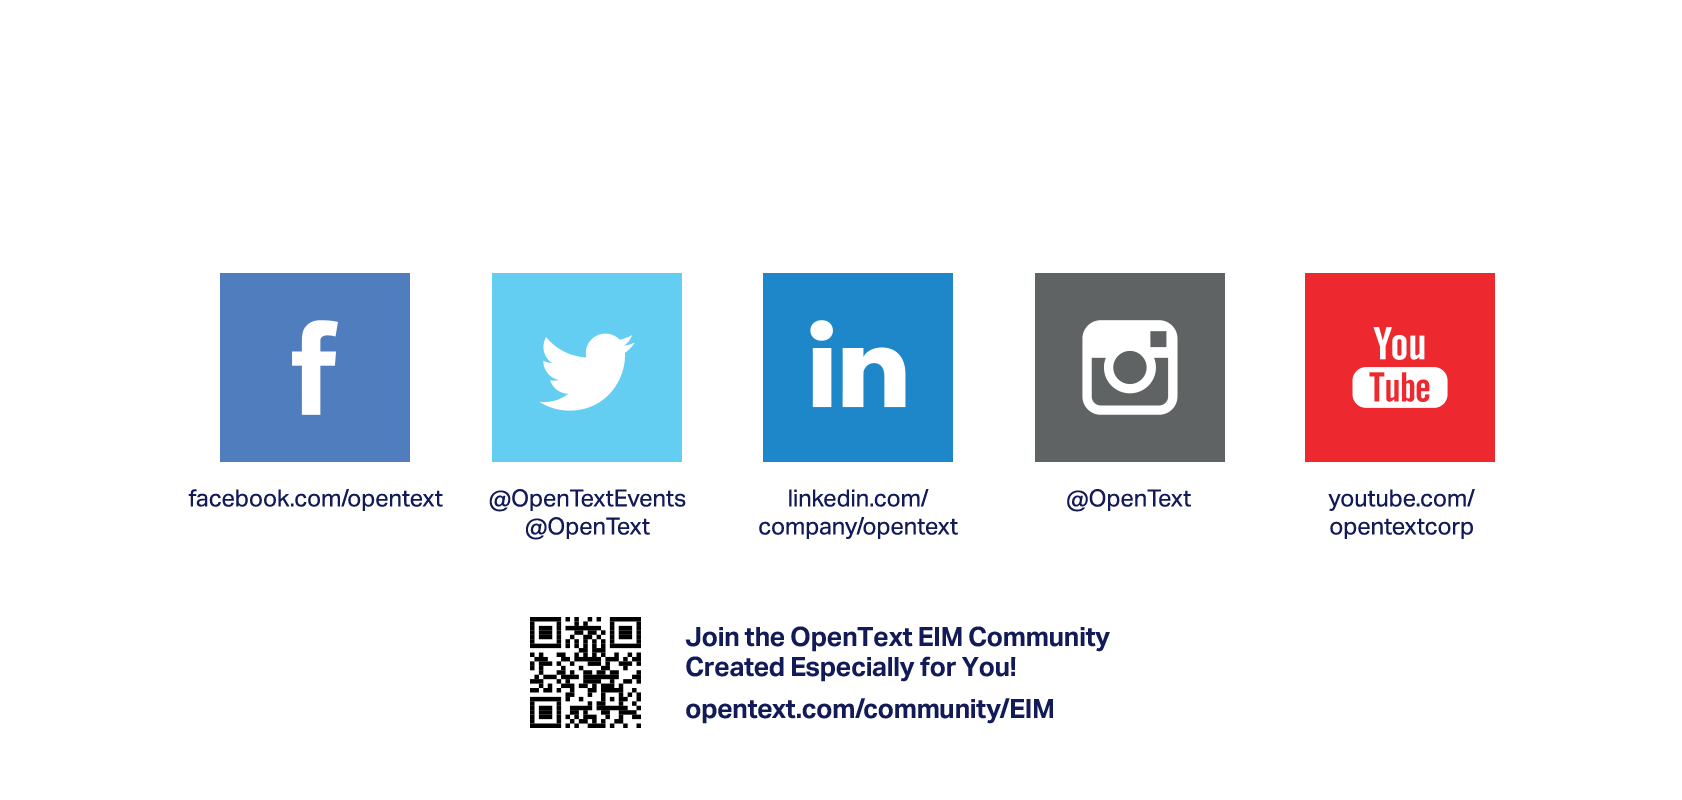 f
in
You
Tube
facebook.com/opentext
@OpenTextEvents
@OpenText
linkedin.com/
company/opentext
@OpenText
youtube.com/
opentextcorp
Join the OpenText EIM Community
Created Especially for You!
opentext.com/community/EIM